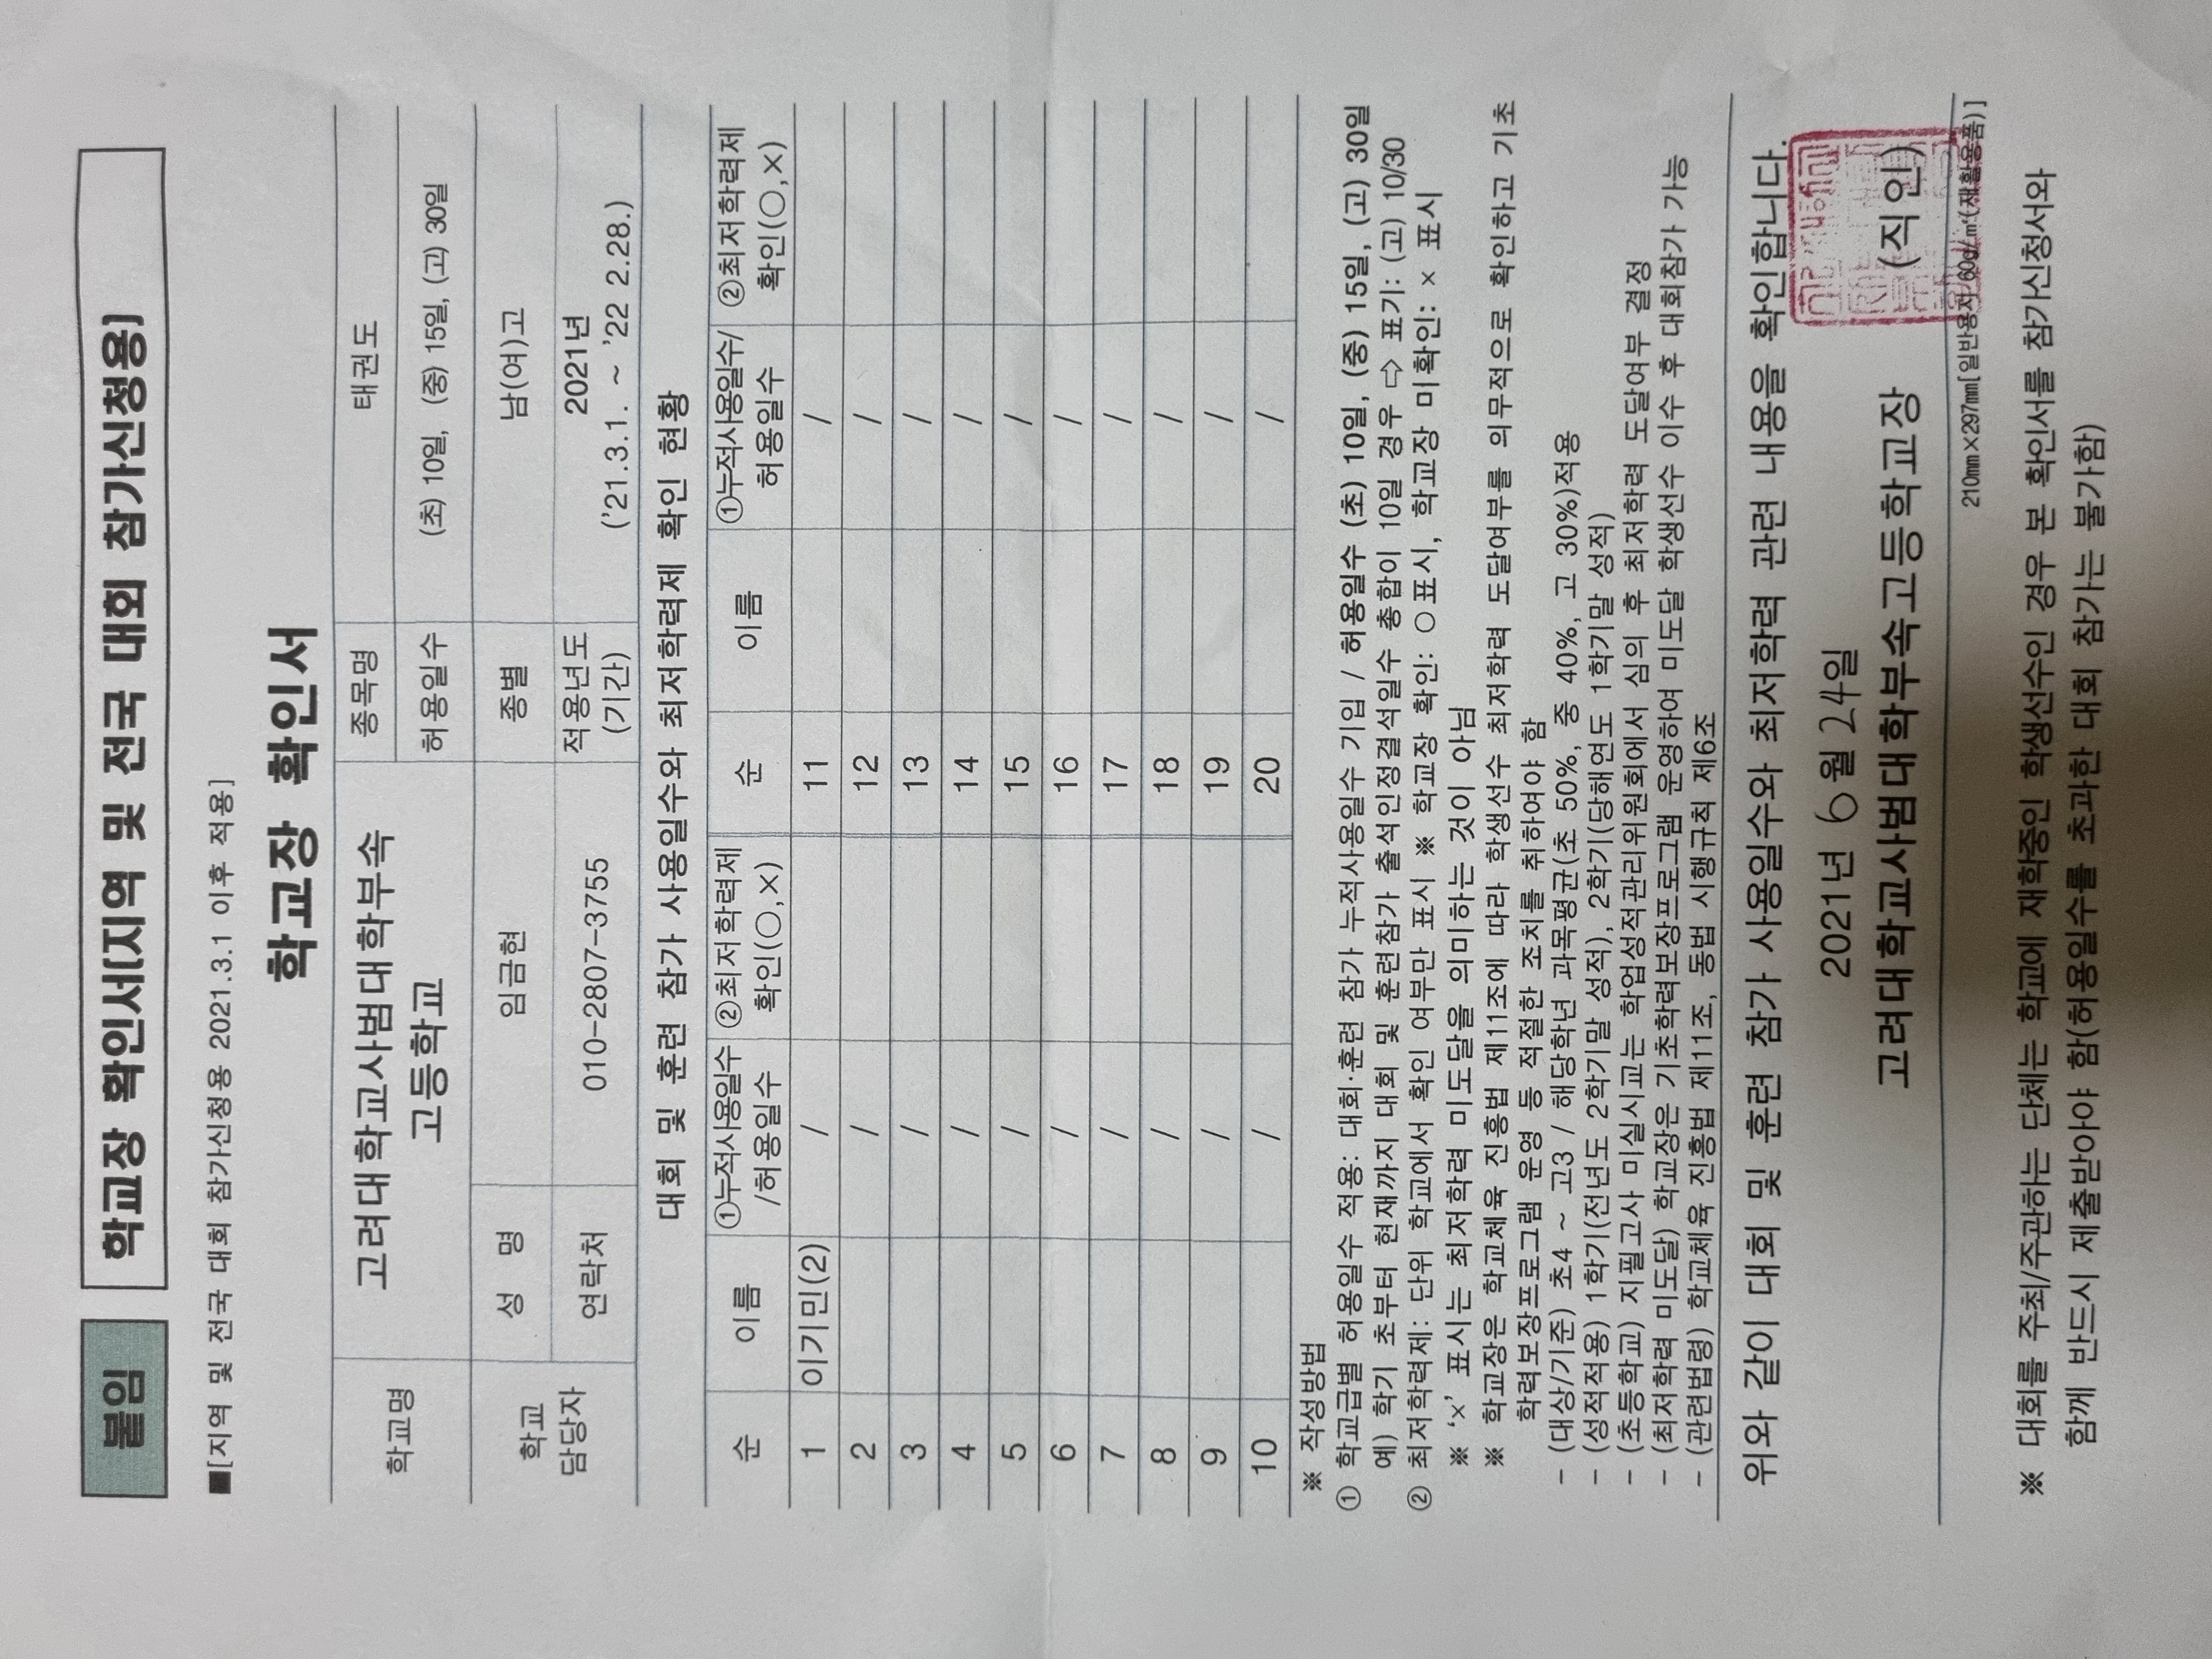 붙임
학교장 확인서[지역 및 전국 대회 참가신청용]
■[지역 및 전국 대회 참가신청용 2021.3.1 이후 적용]
학교장 확인서
학교명 고려대학교사범대학부속 고등학교 종목명 태권도
허용일수 (초) 10일, (중) 15일, (고) 30일
학교 담당자 성 명 임금현 종별 남(여)고
연락처 010-2807-3755 적용년도 (기간) 2021년 ('21.3.1. ~ '22 2.28.)
대회 및 훈련 참가 사용일수와 최저학력제 확인 현황
순 이름 ①누적사용일수 /허용일수 ②최저학력제 확인(○,×) 순 이름 ①누적사용일수/ 허용일수 ②최저학력제 확인(○,×)
1 이기민(2) / 11 /
2 / 12 /
3 / 13 /
4 / 14 /
5 / 15 /
6 / 16 /
7 / 17 /
8 / 18 /
9 / 19 /
10 / 20 /
※ 작성방법
① 학교급별 허용일수 적용: 대회·훈련 참가 누적사용일수 기입 / 허용일수 (초) 10일, (중) 15일, (고) 30일
예) 학기 초부터 현재까지 대회 및 훈련참가 출석인정결석일수 총합이 10일 경우 ⇨ 표기: (고) 10/30
② 최저학력제: 단위 학교에서 확인 여부만 표시 ※ 학교장 확인: ○표시, 학교장 미확인: × 표시
※ '×' 표시는 최저학력 미도달을 의미하는 것이 아님
※ 학교장은 학교체육 진흥법 제11조에 따라 학생선수 최저학력 도달여부를 의무적으로 확인하고 기초
학력보장프로그램 운영 등 적절한 조치를 취하여야 함
- (대상/기준) 초4 ~ 고3 / 해당학년 과목평균(초 50%, 중 40%, 고 30%)적용
- (성적적용) 1학기(전년도 2학기말 성적), 2학기(당해연도 1학기말 성적)
- (초등학교) 지필고사 미실시교는 학업성적관리위원회에서 심의 후 최저학력 도달여부 결정
- (최저학력 미도달) 학교장은 기초학력보장프로그램 운영하여 미도달 학생선수 이수 후 대회참가 가능
- (관련법령) 학교체육 진흥법 제11조, 동법 시행규칙 제6조
위와 같이 대회 및 훈련 참가 사용일수와 최저학력 관련 내용을 확인합니다.
2021년 6월 24일
고려대학교사범대학부속고등학교장 (직인)
210mm×297mm[일반용지 60g/㎡(재활용품)]
※ 대회를 주최/주관하는 단체는 학교에 재학중인 학생선수인 경우 본 확인서를 참가신청서와
함께 반드시 제출받아야 함(허용일수를 초과한 대회 참가는 불가함)